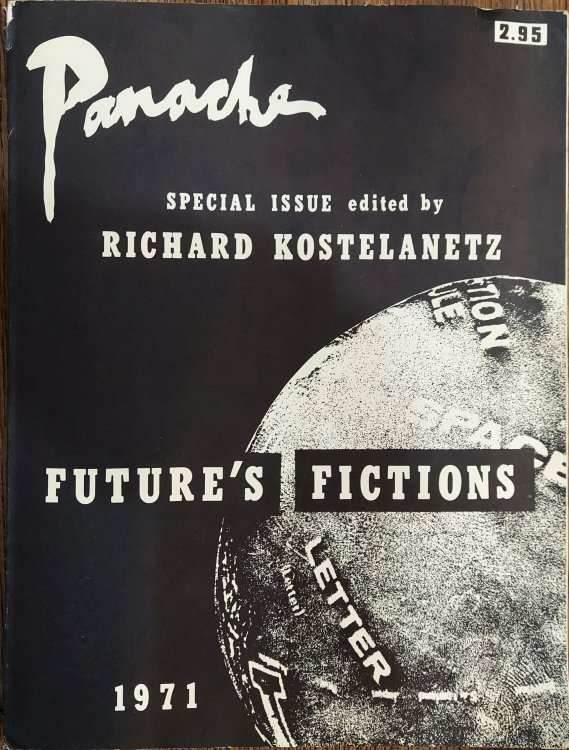 2.95
Panache
SPECIAL ISSUE edited by
RICHARD KOSTELANETZ
SPACE
FUTURE'S FICTIONS
LETTER
1971